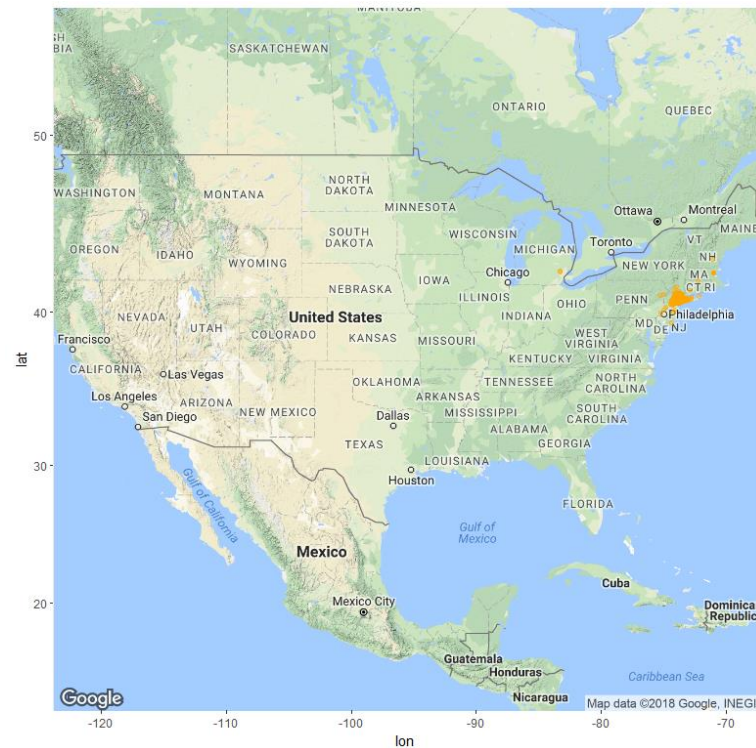 MANITOBA
SH
BIA
SASKATCHEWAN
ONTARIO
QUEBEC
50
WASHINGTON
MONTANA
NORTH
DAKOTA
MINNESOTA
Ottawa
Montreal
OREGON
IDAHO
SOUTH
DAKOTA
WISCONSIN
MICHIGAN
Toronto
VT
MAINE
NH
WYOMING
Chicago
NEW YORK
MA
CT RI
IOWA
NEBRASKA
ILLINOIS
OHIO
PENN
40
NEVADA
United States
INDIANA
Philadelphia
UTAH
COLORADO
KANSAS
MISSOURI
WEST
VIRGINIA
MD
DE NJ
Francisco
KENTUCKY
VIRGINIA
lat
CALIFORNIA
Las Vegas
OKLAHOMA
TENNESSEE
NORTH
CAROLINA
Los Angeles
ARIZONA
NEW MEXICO
ARKANSAS
MISSISSIPPI
SOUTH
CAROLINA
San Diego
Dallas
ALABAMA
TEXAS
GEORGIA
30
LOUISIANA
Houston
Gulf of California
FLORIDA
Gulf of
Mexico
Mexico
Cuba
20
Mexico City
Dominica
Republic
Guatemala
Honduras
Caribbean Sea
Nicaragua
Google
Map data ©2018 Google, INEGI
-120
-110
-100
-90
-80
-70
lon